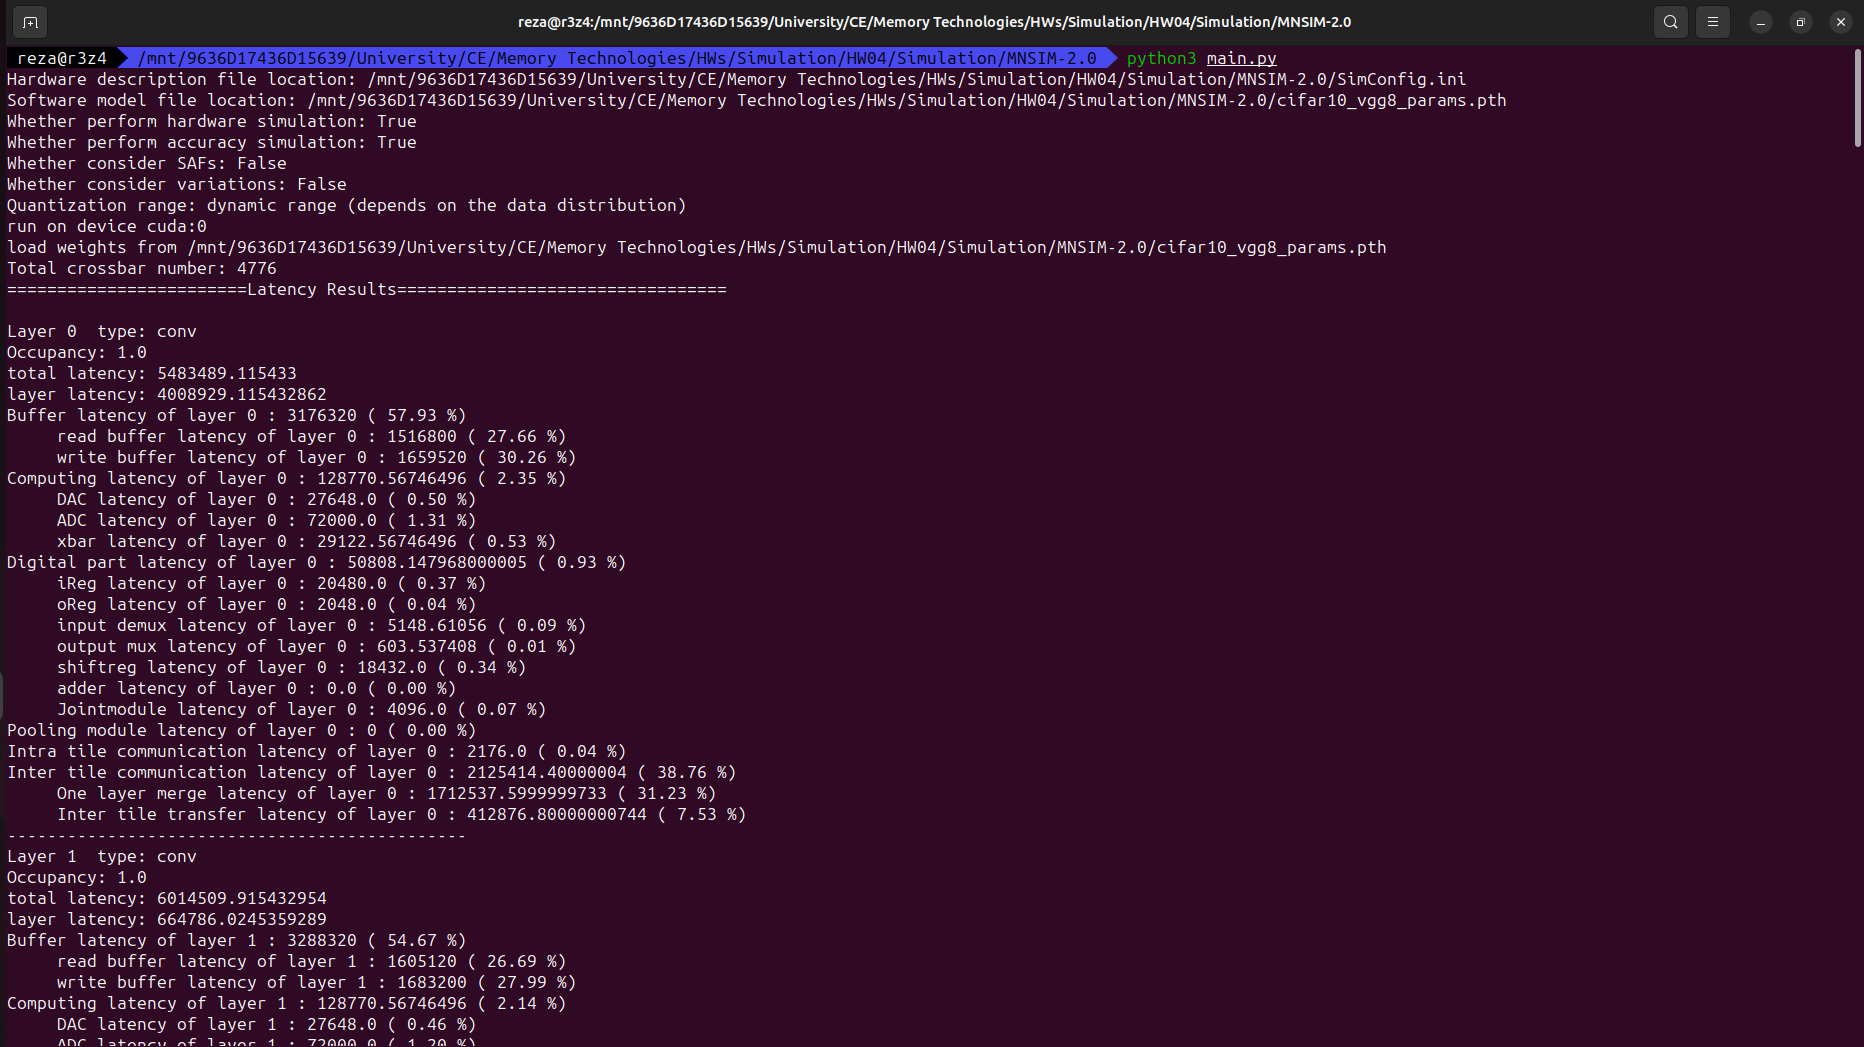 reza@r3z4:/mnt/9636D17436D15639/University/CE/Memory Technologies/HWs/Simulation/HW04/Simulation/MNSIM-2.0
reza@r3z4 /mnt/9636D17436D15639/University/CE/Memory Technologies/HWs/Simulation/HW04/Simulation/MNSIM-2.0 python3 main.py
Hardware description file location: /mnt/9636D17436D15639/University/CE/Memory Technologies/HWs/Simulation/HW04/Simulation/MNSIM-2.0/SimConfig.ini
Software model file location: /mnt/9636D17436D15639/University/CE/Memory Technologies/HWs/Simulation/HW04/Simulation/MNSIM-2.0/cifar10_vgg8_params.pth
Whether perform hardware simulation: True
Whether perform accuracy simulation: True
Whether consider SAFs: False
Whether consider variations: False
Quantization range: dynamic range (depends on the data distribution)
run on device cuda:0
load weights from /mnt/9636D17436D15639/University/CE/Memory Technologies/HWs/Simulation/HW04/Simulation/MNSIM-2.0/cifar10_vgg8_params.pth
Total crossbar number: 4776
========================Latency Results=================================
Layer 0  type: conv
Occupancy: 1.0
total latency: 5483489.115433
layer latency: 4008929.115432862
Buffer latency of layer 0 : 3176320 ( 57.93 %)
     read buffer latency of layer 0 : 1516800 ( 27.66 %)
     write buffer latency of layer 0 : 1659520 ( 30.26 %)
Computing latency of layer 0 : 128770.56746496 ( 2.35 %)
     DAC latency of layer 0 : 27648.0 ( 0.50 %)
     ADC latency of layer 0 : 72000.0 ( 1.31 %)
     xbar latency of layer 0 : 29122.56746496 ( 0.53 %)
Digital part latency of layer 0 : 50808.147968000005 ( 0.93 %)
     iReg latency of layer 0 : 20480.0 ( 0.37 %)
     oReg latency of layer 0 : 2048.0 ( 0.04 %)
     input demux latency of layer 0 : 5148.61056 ( 0.09 %)
     output mux latency of layer 0 : 603.537408 ( 0.01 %)
     shiftreg latency of layer 0 : 18432.0 ( 0.34 %)
     adder latency of layer 0 : 0.0 ( 0.00 %)
     Jointmodule latency of layer 0 : 4096.0 ( 0.07 %)
Pooling module latency of layer 0 : 0 ( 0.00 %)
Intra tile communication latency of layer 0 : 2176.0 ( 0.04 %)
Inter tile communication latency of layer 0 : 2125414.40000004 ( 38.76 %)
     One layer merge latency of layer 0 : 1712537.5999999733 ( 31.23 %)
     Inter tile transfer latency of layer 0 : 412876.80000000744 ( 7.53 %)
----------------------------------------------
Layer 1  type: conv
Occupancy: 1.0
total latency: 6014509.915432954
layer latency: 664786.0245359289
Buffer latency of layer 1 : 3288320 ( 54.67 %)
     read buffer latency of layer 1 : 1605120 ( 26.69 %)
     write buffer latency of layer 1 : 1683200 ( 27.99 %)
Computing latency of layer 1 : 128770.56746496 ( 2.14 %)
     DAC latency of layer 1 : 27648.0 ( 0.46 %)
     ADC latency of layer 1 : 72000.0 ( 1.20 %)